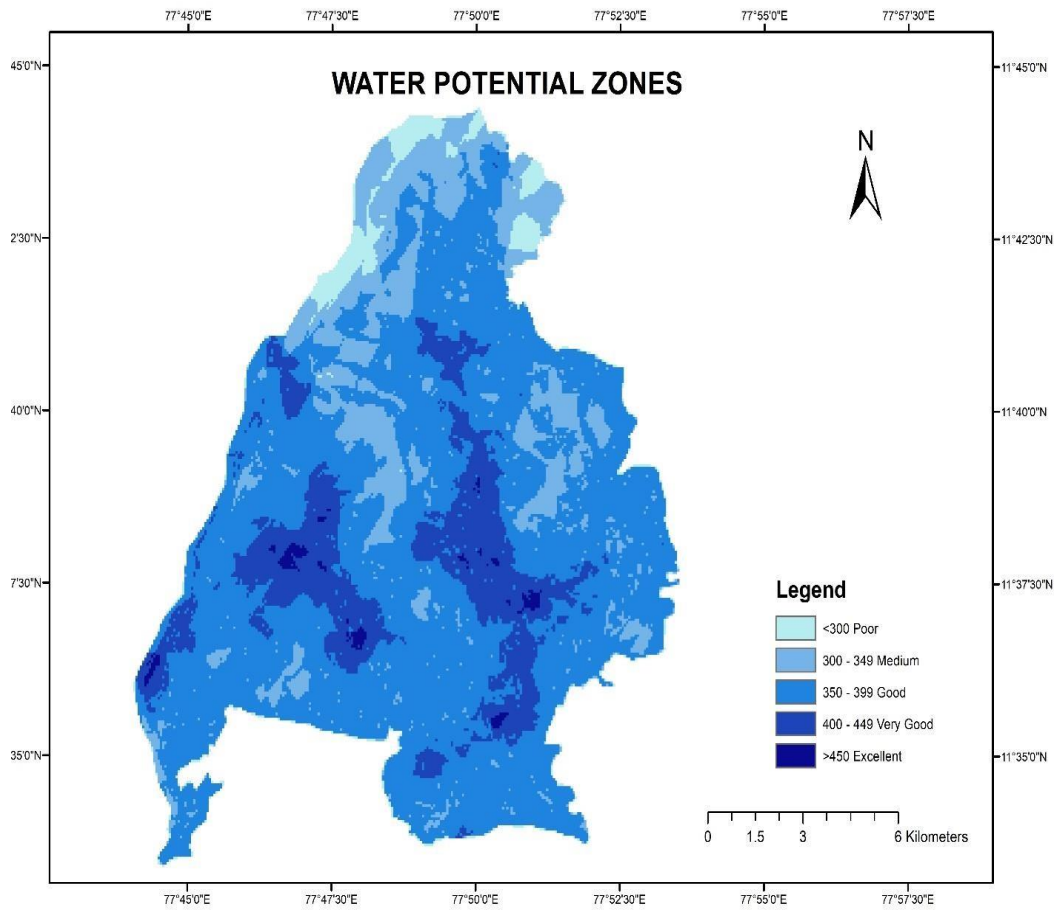 77°45'0"E 77°47'30"E 77°50'0"E 77°52'30"E 77°55'0"E 77°57'30"E
45'0"N 11°45'0"N
WATER POTENTIAL ZONES
N
2'30"N 11°42'30"N
40'0"N 11°40'0"N
7'30"N 11°37'30"N
Legend
<300 Poor
300 - 349 Medium
350 - 399 Good
400 - 449 Very Good
>450 Excellent
35'0"N 11°35'0"N
0 1.5 3 6 Kilometers
77°45'0"E 77°47'30"E 77°50'0"E 77°52'30"E 77°55'0"E 77°57'30"E